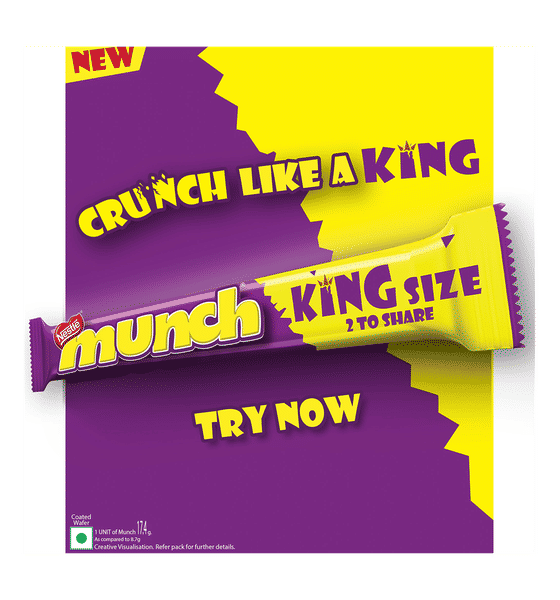 NEW
CRUNCH LIKE A KING
Nestlé
munch
KING SIZE
2 TO SHARE
TRY NOW
Coated
Wafer
1 UNIT of Munch 17.4 g.
As compared to 8.7g
Creative Visualisation. Refer pack for further details.